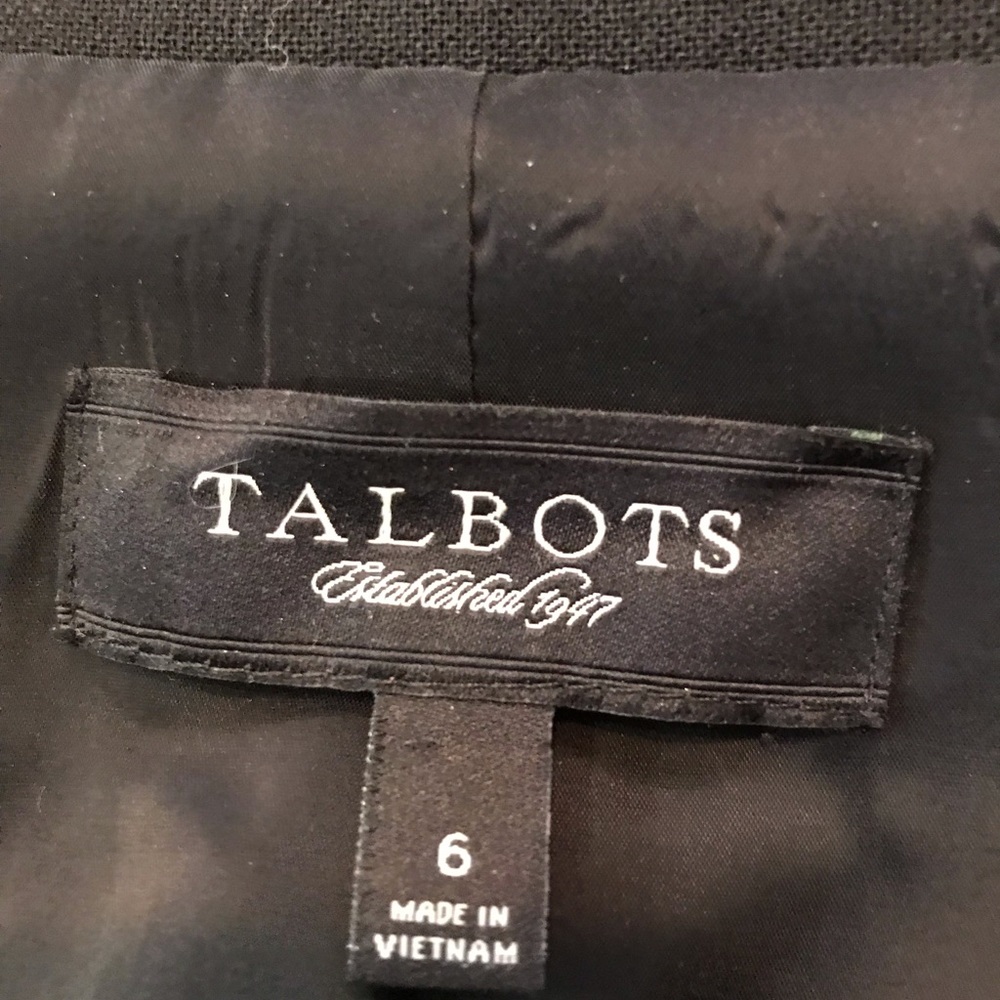 TALBOTS
Established 1947
6
MADE IN
VIETNAM